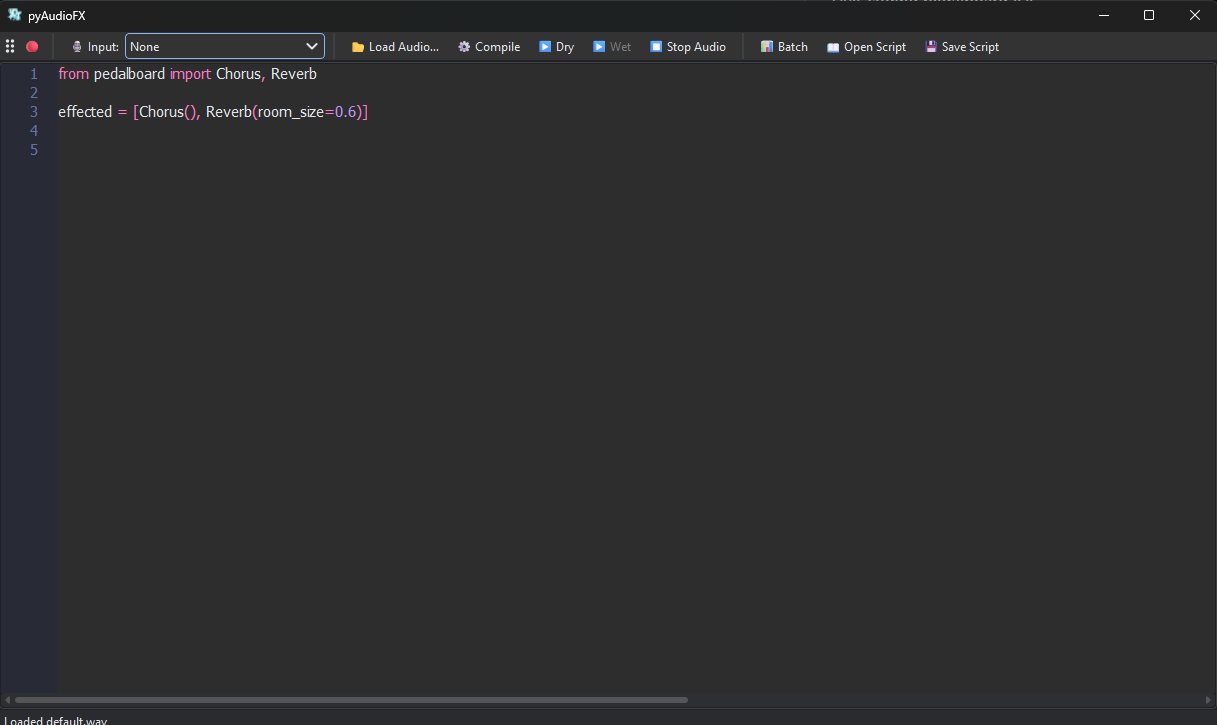 pyAudioFX
Input: None Load Audio... Compile Dry Wet Stop Audio Batch Open Script Save Script
1 from pedalboard import Chorus, Reverb
2
3 effected = [Chorus(), Reverb(room_size=0.6)]
4
5
Loaded default.wav